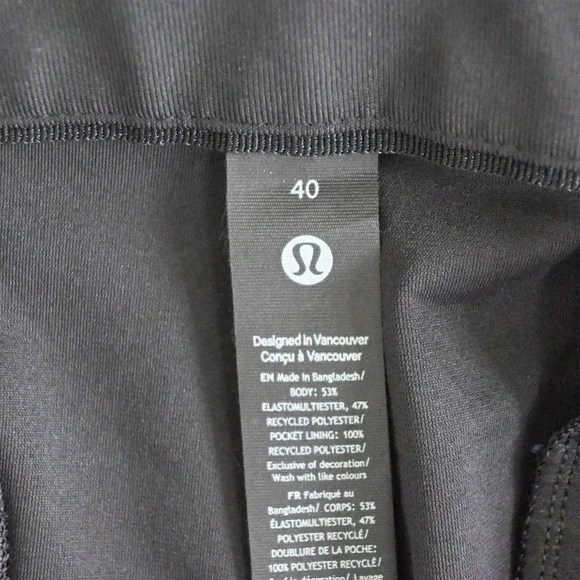 40
Designed in Vancouver
Conçu à Vancouver
EN Made in Bangladesh/
BODY: 53%
ELASTOMULTIESTER, 47%
RECYCLED POLYESTER/
POCKET LINING: 100%
RECYCLED POLYESTER/
Exclusive of decoration/
Wash with like colours
FR Fabriqué au
Bangladesh/ CORPS: 53%
ÉLASTOMULTIESTER, 47%
POLYESTER RECYCLÉ/
DOUBLURE DE LA POCHE:
100% POLYESTER RECYCLÉ/
décoration/ Lavage